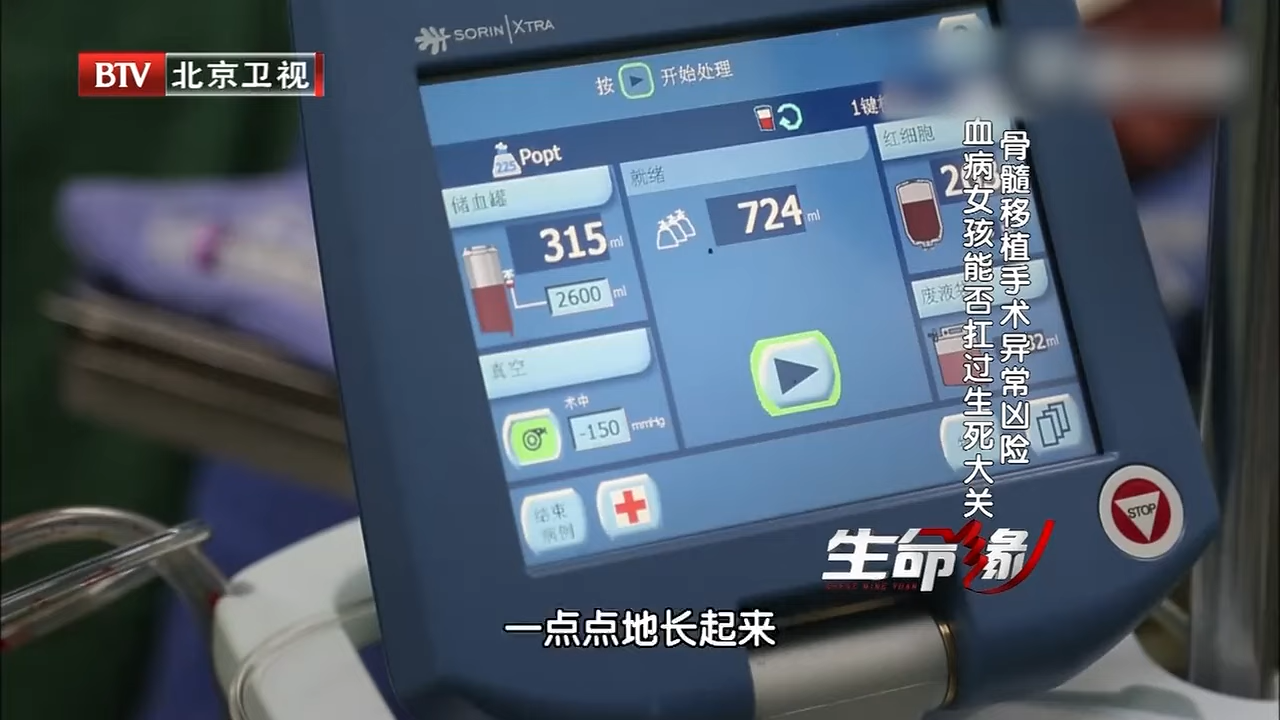 SORIN XTRA
BTV 北京卫视
按 开始处理
1键
225 Popt
储血罐
315 ml
2600 ml
就绪
724 ml
红细胞
真空
术中
-150 mmHg
结束
病例
STOP
骨髓移植手术异常凶险
血病女孩能否扛过生死大关
生命缘
SHENG MING YUAN
一点点地长起来